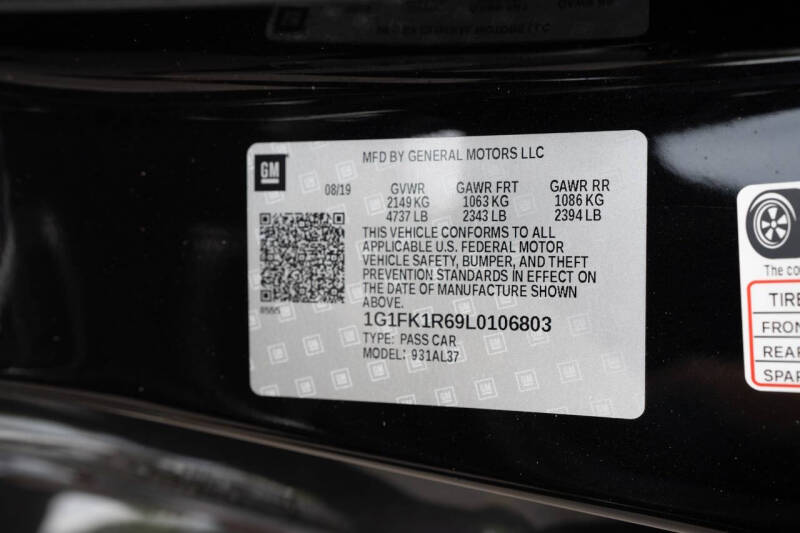 MFD BY GENERAL MOTORS LLC
GM
08/19 GVWR GAWR FRT GAWR RR
2149 KG 1063 KG 1086 KG
4737 LB 2343 LB 2394 LB
THIS VEHICLE CONFORMS TO ALL
APPLICABLE U.S. FEDERAL MOTOR
VEHICLE SAFETY, BUMPER, AND THEFT
PREVENTION STANDARDS IN EFFECT ON
THE DATE OF MANUFACTURE SHOWN
ABOVE.
1G1FK1R69L0106803
TYPE: PASS CAR
MODEL: 931AL37
The co
TIRE
FRON
REAR
SPAR